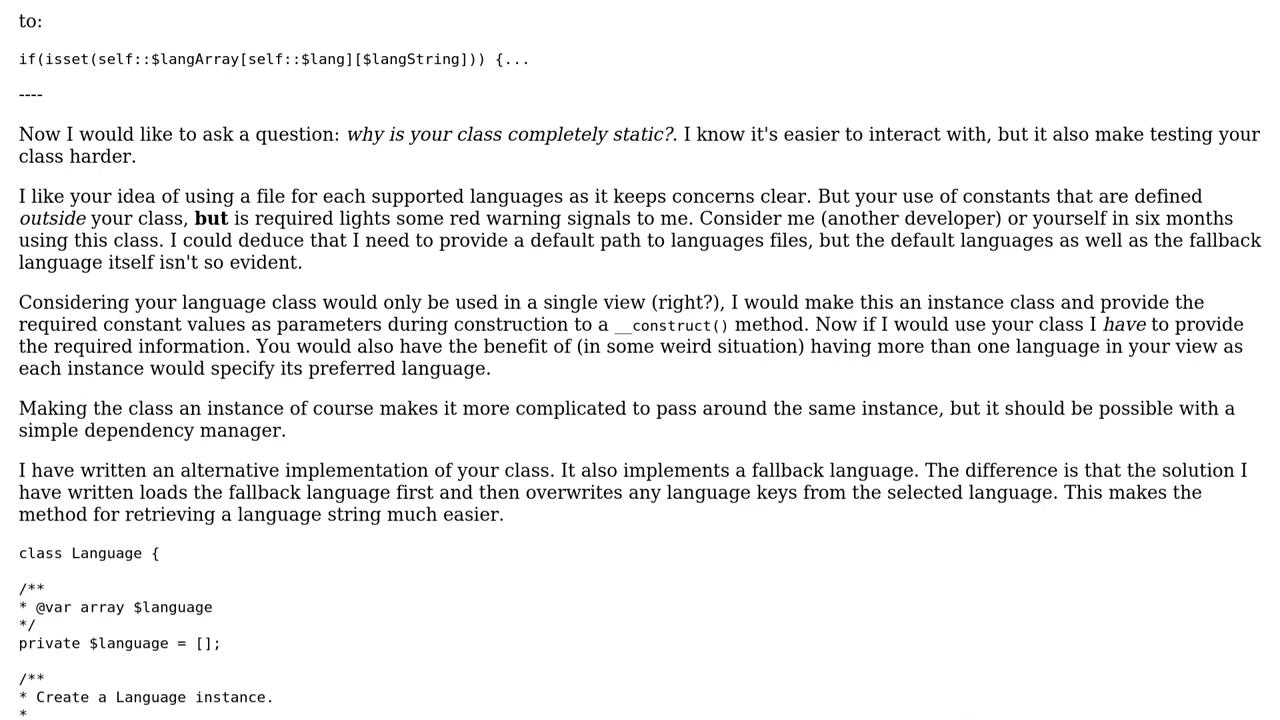 to:
if(isset(self::$langArray[self::$lang][$langString])) {...
----
Now I would like to ask a question: why is your class completely static?. I know it's easier to interact with, but it also make testing your
class harder.
I like your idea of using a file for each supported languages as it keeps concerns clear. But your use of constants that are defined
outside your class, but is required lights some red warning signals to me. Consider me (another developer) or yourself in six months
using this class. I could deduce that I need to provide a default path to languages files, but the default languages as well as the fallback
language itself isn't so evident.
Considering your language class would only be used in a single view (right?), I would make this an instance class and provide the
required constant values as parameters during construction to a __construct() method. Now if I would use your class I have to provide
the required information. You would also have the benefit of (in some weird situation) having more than one language in your view as
each instance would specify its preferred language.
Making the class an instance of course makes it more complicated to pass around the same instance, but it should be possible with a
simple dependency manager.
I have written an alternative implementation of your class. It also implements a fallback language. The difference is that the solution I
have written loads the fallback language first and then overwrites any language keys from the selected language. This makes the
method for retrieving a language string much easier.
class Language {
/**
* @var array $language
*/
private $language = [];
/**
* Create a Language instance.
*